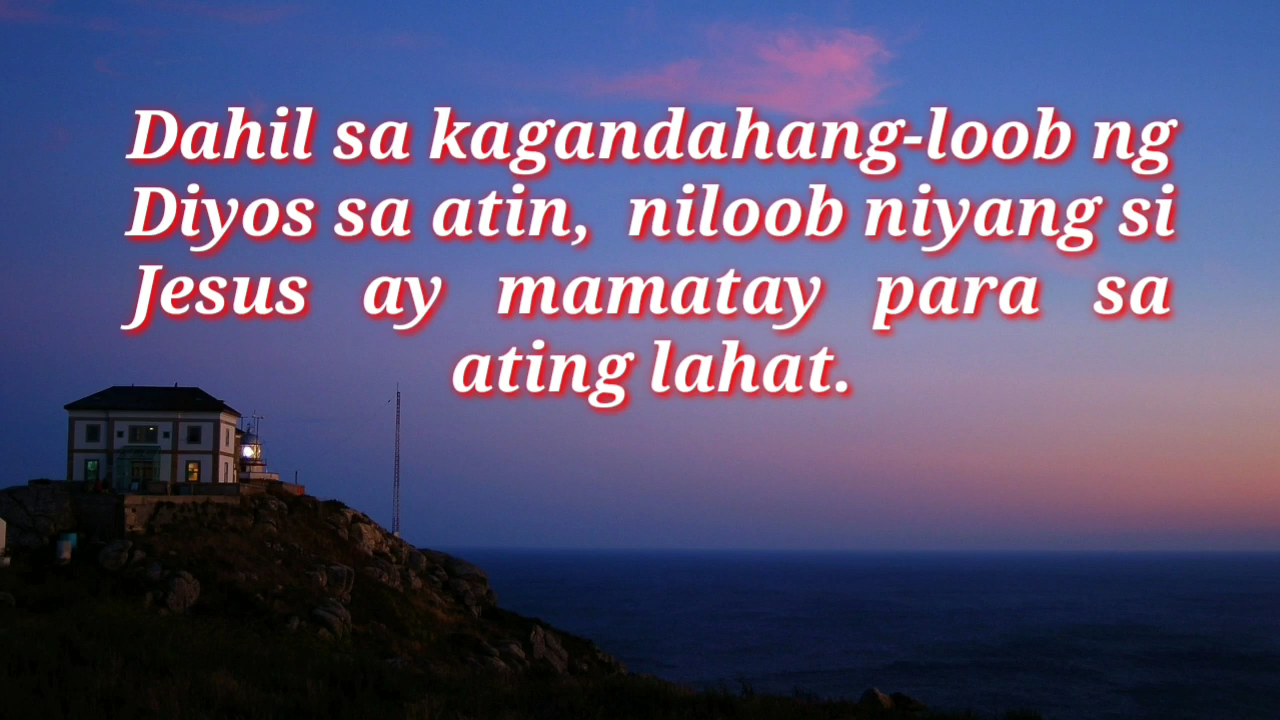 Dahil sa kagandahang-loob ng
Diyos sa atin, niloob niyang si
Jesus ay mamatay para sa
ating lahat.